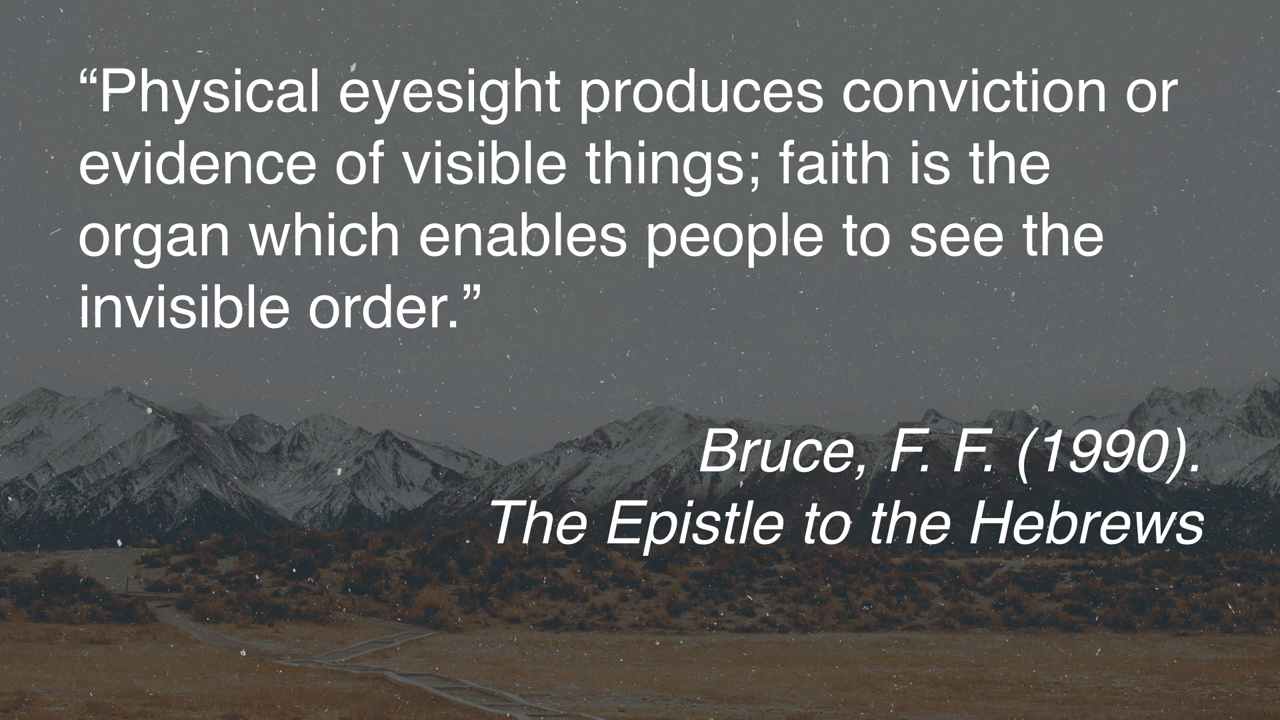 “Physical eyesight produces conviction or
evidence of visible things; faith is the
organ which enables people to see the
invisible order.”
Bruce, F. F. (1990).
The Epistle to the Hebrews